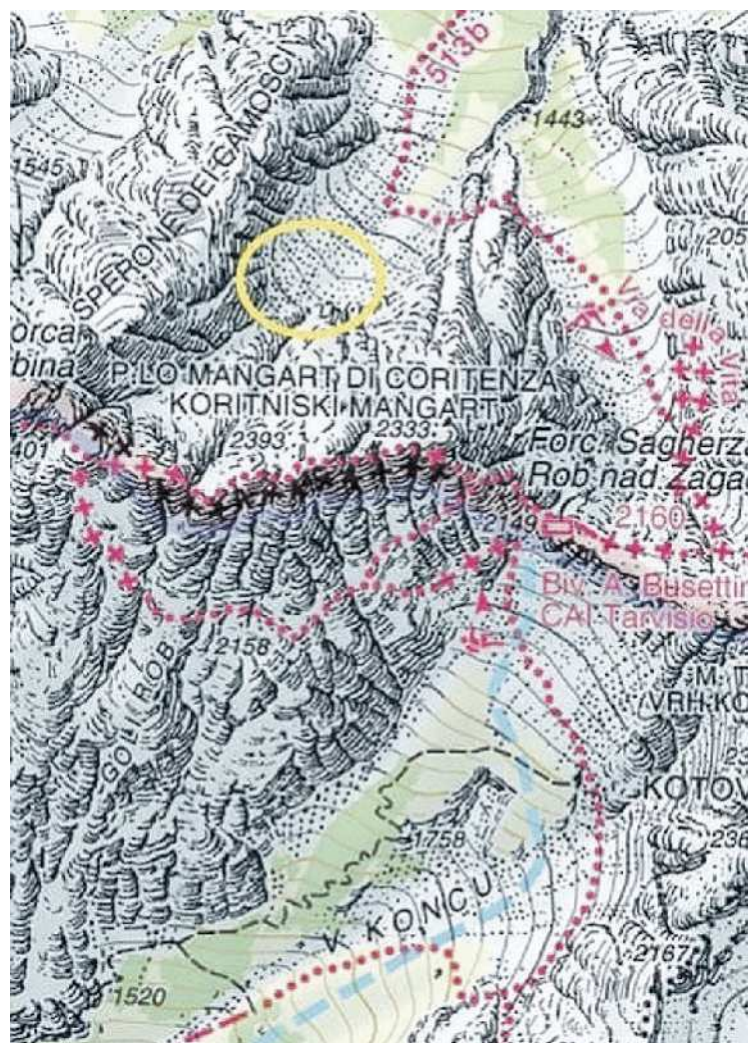 513b
1443
1545
SPERONE DEI CAMOSCI
205
Via della Vita
orca
bina
P.LO MANGART DI CORITENZA
KORITNISKI MANGART
2393
2333
401
Forc. Sagherza
Rob nad Zaga
2149
2160
Biv. A. Busettin
CAI Tarvisio
2158
GOLI ROB
M. T
VRH KO
KOTOV
236
1758
V KONCU
2167
1520